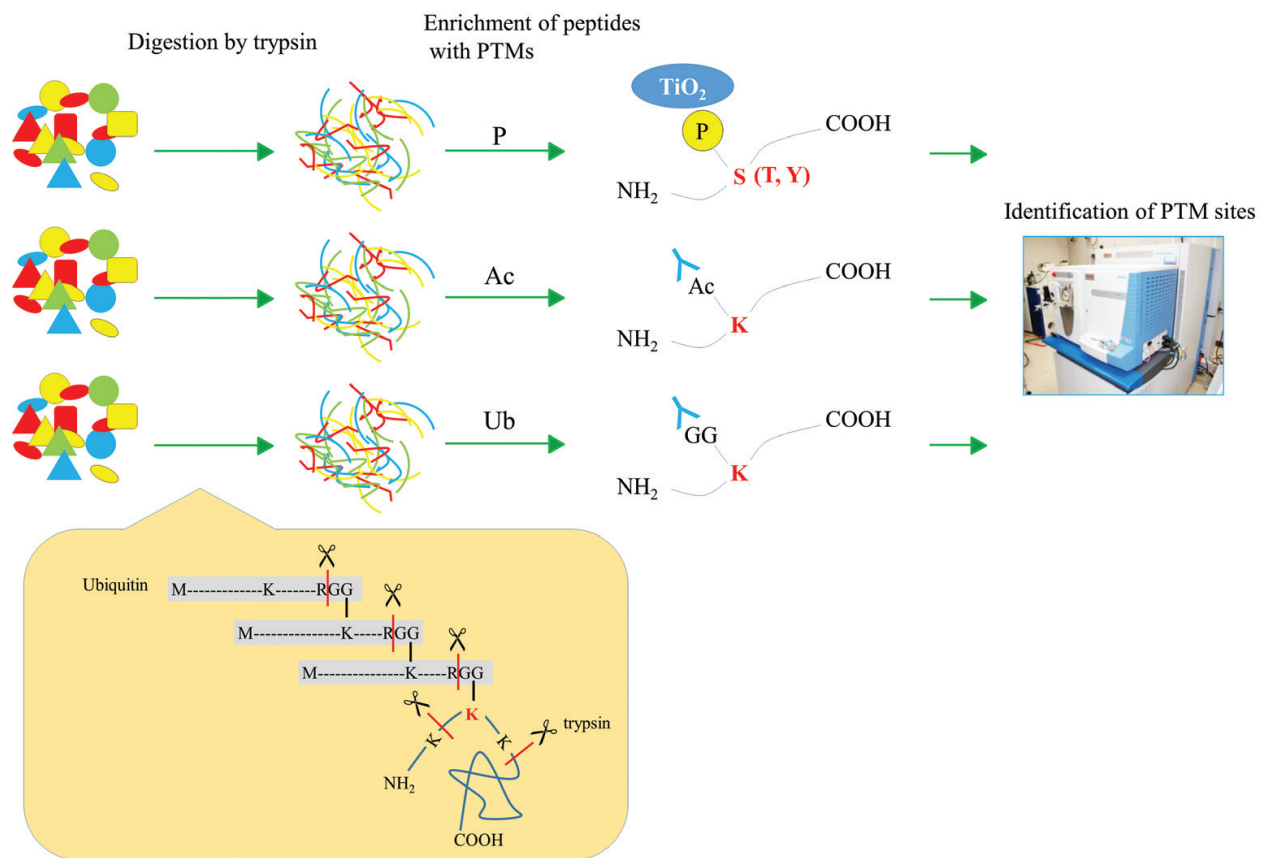 Digestion by trypsin
Enrichment of peptides
with PTMs
TiO₂
P
P
COOH
NH₂
S (T, Y)
Identification of PTM sites
Ac
Ac
COOH
NH₂
K
Ub
GG
COOH
NH₂
K
Ubiquitin
M-------------K-------RGG
M---------------K-----RGG
M---------------K-----RGG
K
trypsin
K
K
NH₂
COOH